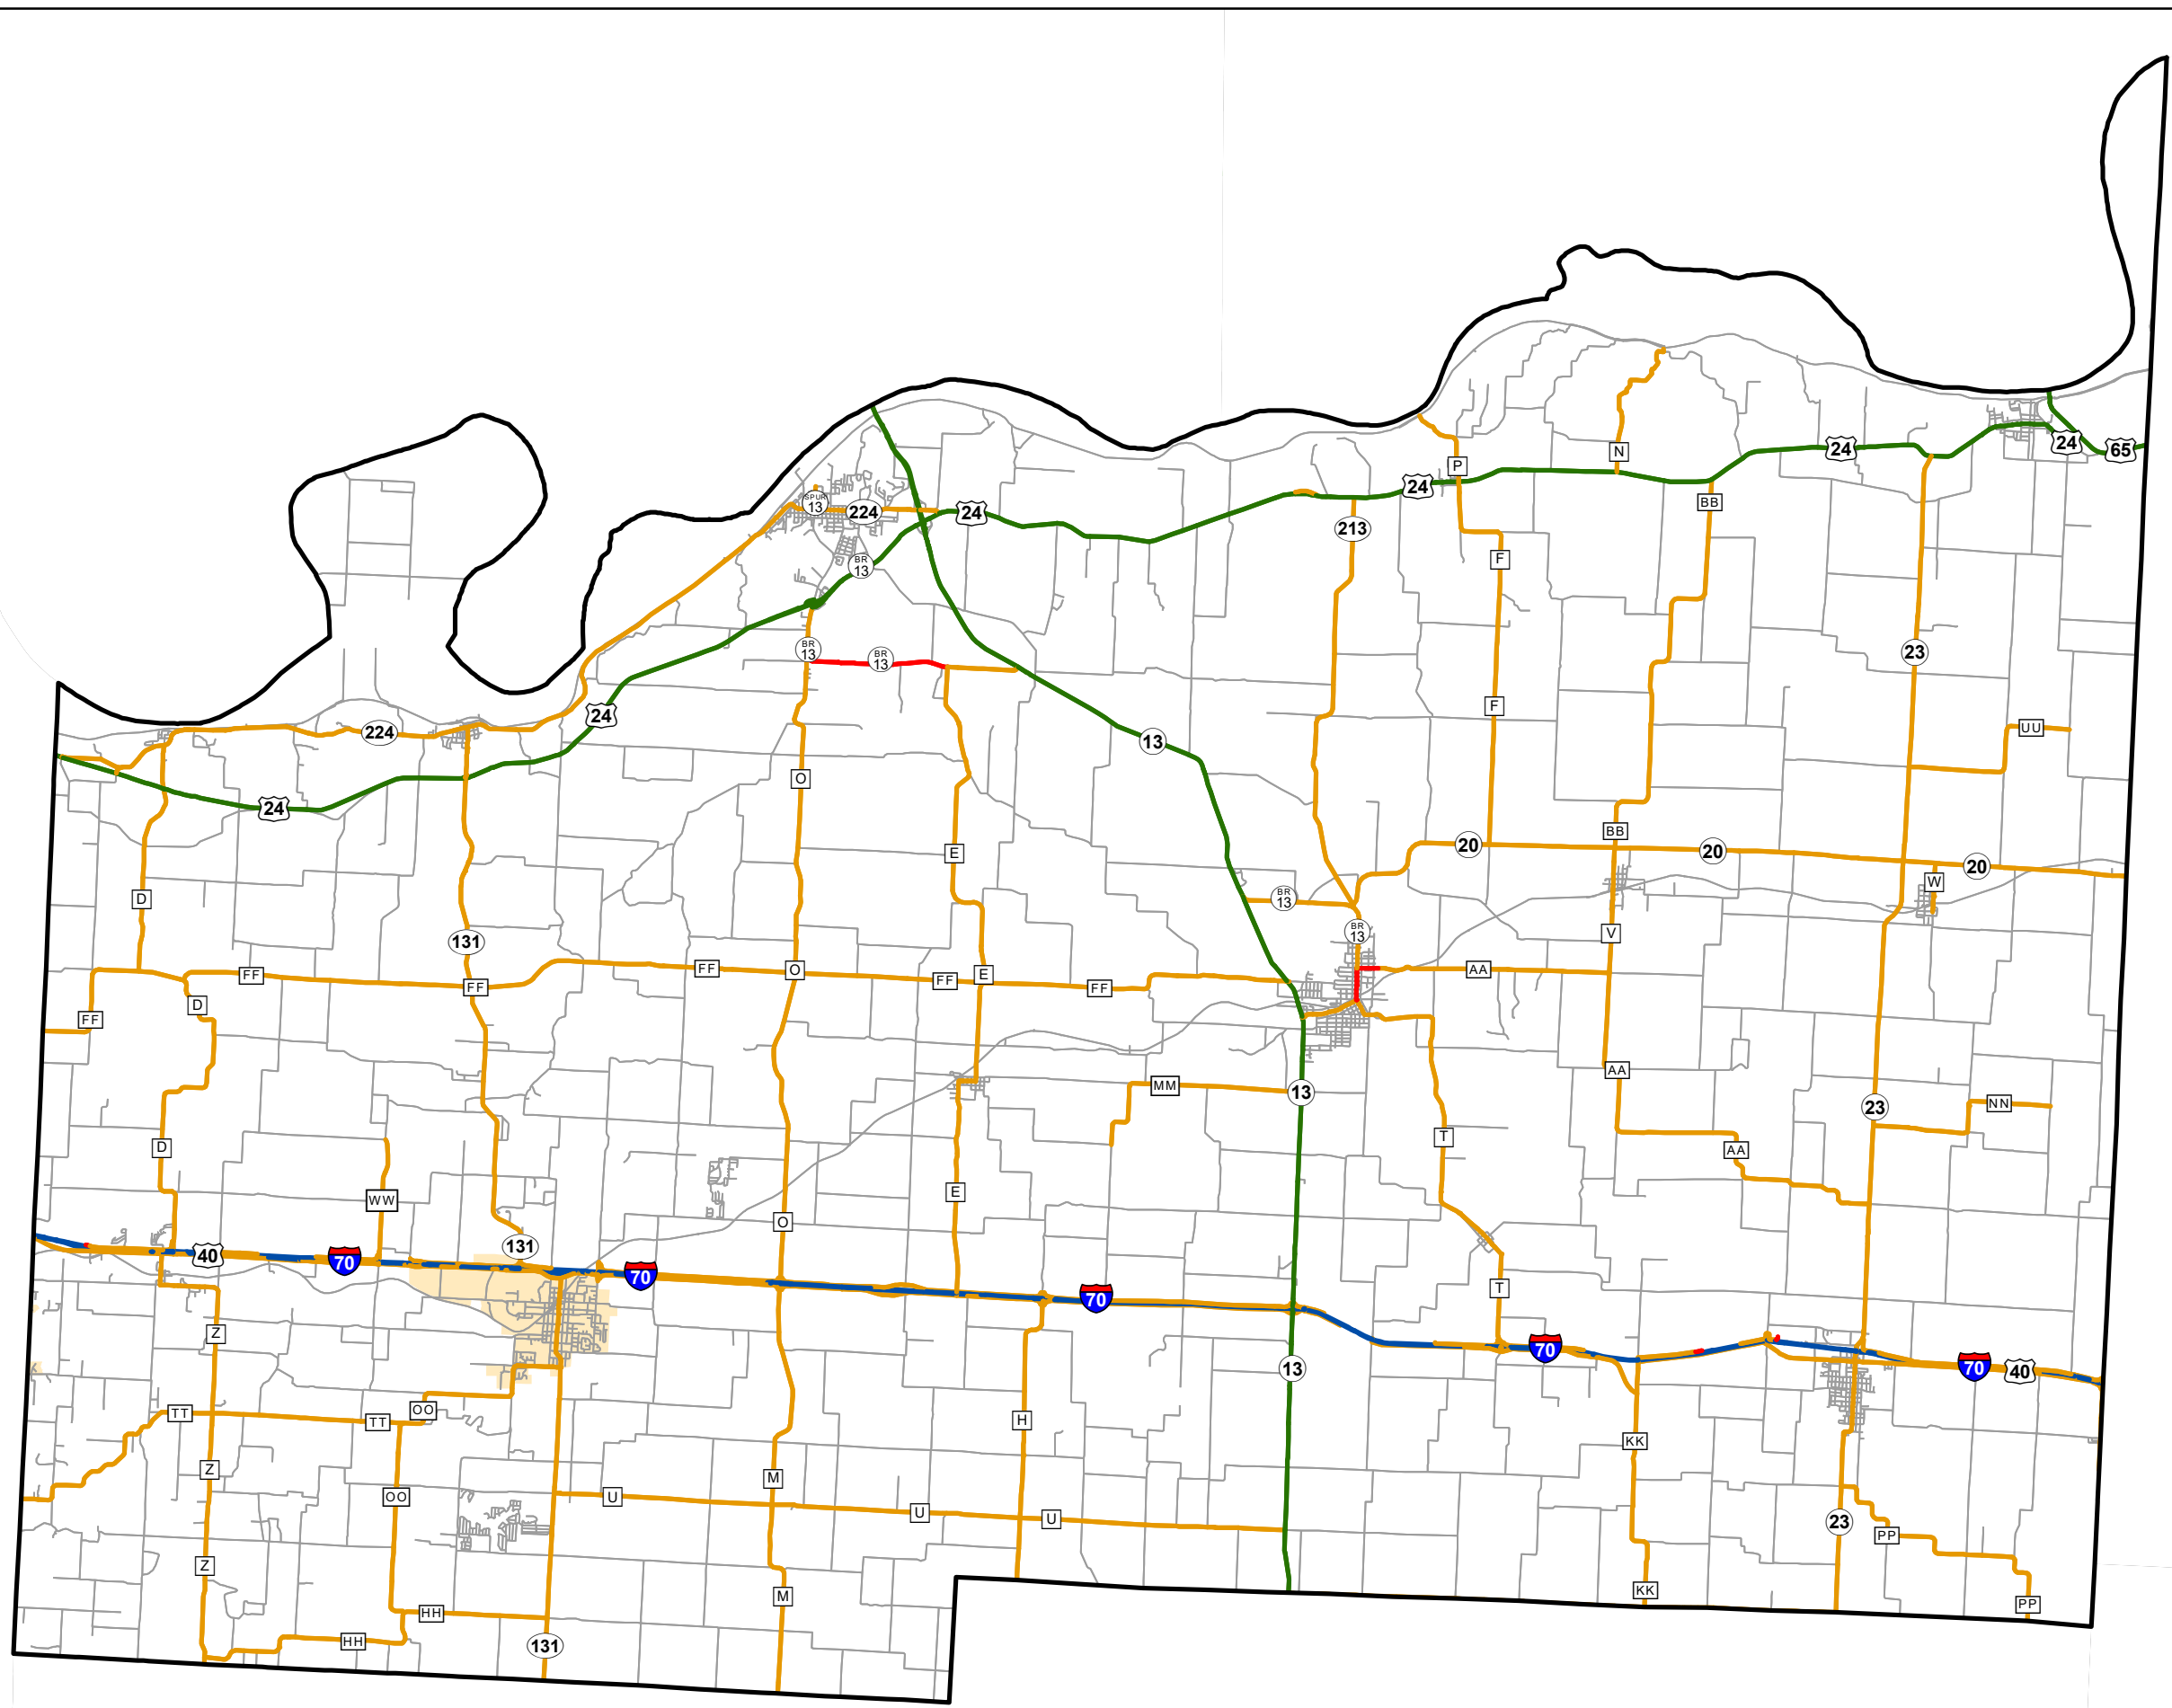 N
24
24
65
P
24
BB
SPUR
13
224
24
213
BR
13
F
BR
13
BR
13
23
F
24
224
13
UU
O
24
BB
20
20
E
20
W
D
BR
13
BR
13
V
131
FF
O
AA
FF
FF
E
FF
FF
D
FF
AA
MM
13
NN
23
T
D
AA
E
WW
O
131
40
70
70
T
70
Z
70
70
40
13
OO
TT
TT
H
KK
Z
M
OO
U
U
U
23
PP
Z
KK
M
PP
HH
HH
131